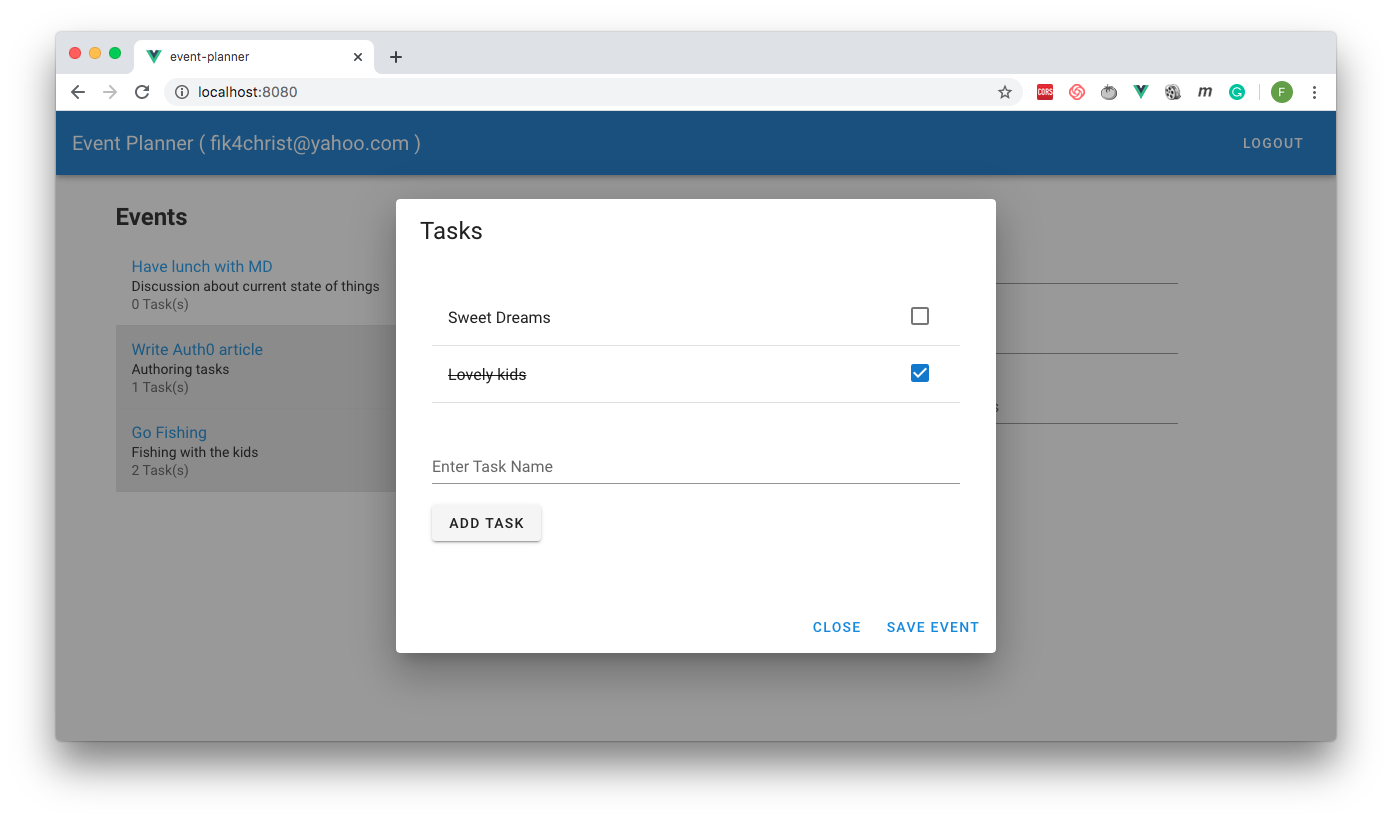 event-planner
localhost:8080
CORS
m
G
F
Event Planner ( fik4christ@yahoo.com )
LOGOUT
Events
Have lunch with MD
Discussion about current state of things
0 Task(s)
Write Auth0 article
Authoring tasks
1 Task(s)
Go Fishing
Fishing with the kids
2 Task(s)
Tasks
Sweet Dreams
Lovely kids
Enter Task Name
ADD TASK
CLOSE
SAVE EVENT